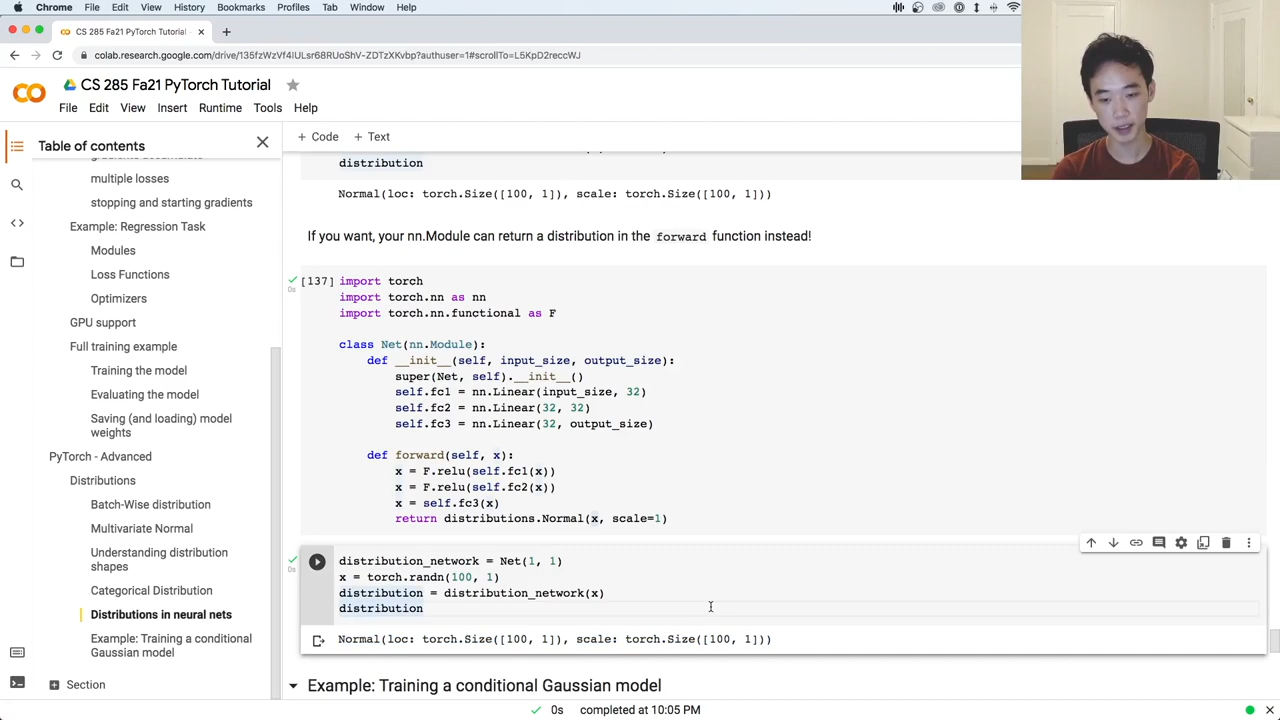 Chrome File Edit View History Bookmarks Profiles Tab Window Help
CS 285 Fa21 PyTorch Tutorial
colab.research.google.com/drive/135fzWzVf4IULsr68RUoShV-ZDTzXKvbp?authuser=1#scrollTo=L5KpD2reccWJ
CS 285 Fa21 PyTorch Tutorial
File Edit View Insert Runtime Tools Help
+ Code + Text
Table of contents
multiple losses
stopping and starting gradients
Example: Regression Task
Modules
Loss Functions
Optimizers
GPU support
Full training example
Training the model
Evaluating the model
Saving (and loading) model
weights
PyTorch - Advanced
Distributions
Batch-Wise distribution
Multivariate Normal
Understanding distribution
shapes
Categorical Distribution
Distributions in neural nets
Example: Training a conditional
Gaussian model
Section
distribution
Normal(loc: torch.Size([100, 1]), scale: torch.Size([100, 1]))
If you want, your nn.Module can return a distribution in the forward function instead!
[137] import torch
0s
import torch.nn as nn
import torch.nn.functional as F
class Net(nn.Module):
def __init__(self, input_size, output_size):
super(Net, self).__init__()
self.fc1 = nn.Linear(input_size, 32)
self.fc2 = nn.Linear(32, 32)
self.fc3 = nn.Linear(32, output_size)
def forward(self, x):
x = F.relu(self.fc1(x))
x = F.relu(self.fc2(x))
x = self.fc3(x)
return distributions.Normal(x, scale=1)
distribution_network = Net(1, 1)
0s
x = torch.randn(100, 1)
distribution = distribution_network(x)
distribution
Normal(loc: torch.Size([100, 1]), scale: torch.Size([100, 1]))
Example: Training a conditional Gaussian model
0s completed at 10:05 PM